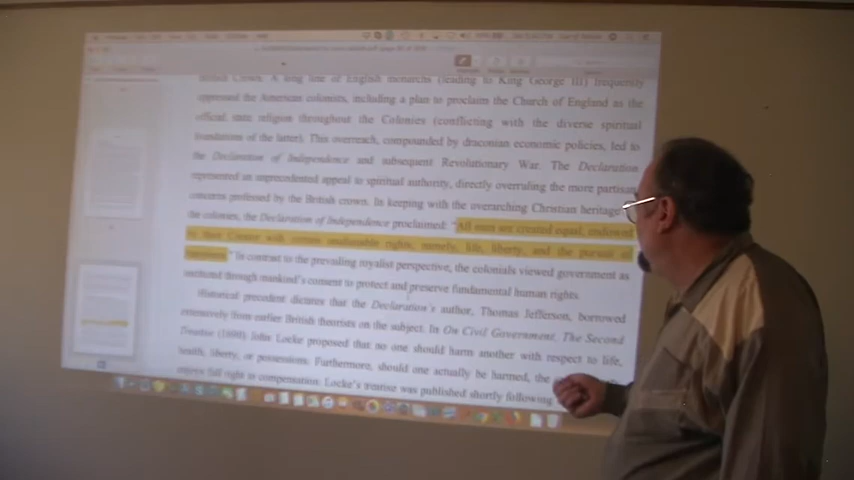 British Crown. A long line of English monarchs (leading to King George III) frequently
oppressed the American colonists, including a plan to proclaim the Church of England as the
official state religion throughout the Colonies (conflicting with the diverse spiritual
foundations of the latter). This overreach, compounded by draconian economic policies, led to
the Declaration of Independence and subsequent Revolutionary War. The Declaration
represented an unprecedented appeal to spiritual authority, directly overruling the more partisan
concerns professed by the British crown. In keeping with the overarching Christian heritage
the colonies, the Declaration of Independence proclaimed: "All men are created equal, endowed
by their Creator with certain unalienable rights, namely, life, liberty, and the pursuit of
happiness." In contrast to the prevailing royalist perspective, the colonials viewed government as
sanctioned through mankind's consent to protect and preserve fundamental human rights.
Historical precedent dictates that the Declaration's author, Thomas Jefferson, borrowed
extensively from earlier British theorists on the subject. In On Civil Government, The Second
Treatise (1690) John Locke proposed that no one should harm another with respect to life,
health, liberty, or possessions. Furthermore, should one actually be harmed, the
enjoys full right to compensation. Locke's treatise was published shortly following